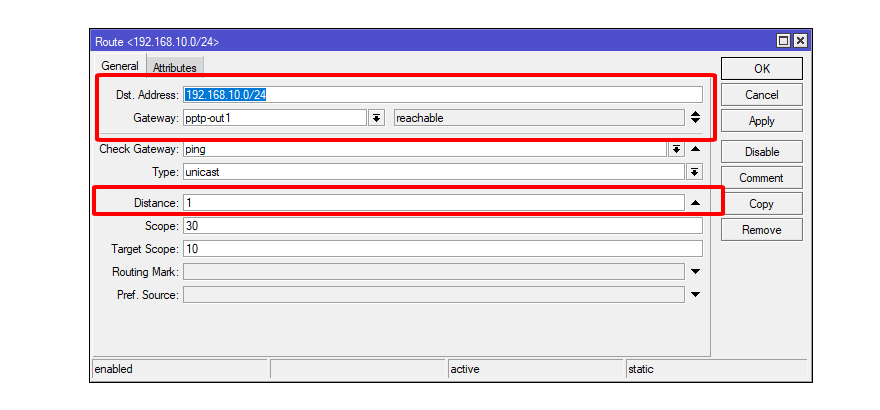 Route <192.168.10.0/24>
General Attributes
OK
Dst. Address: 192.168.10.0/24
Cancel
Gateway: pptp-out1 reachable
Apply
Check Gateway: ping
Disable
Type: unicast
Comment
Distance: 1
Copy
Scope: 30
Remove
Target Scope: 10
Routing Mark:
Pref. Source:
enabled active static